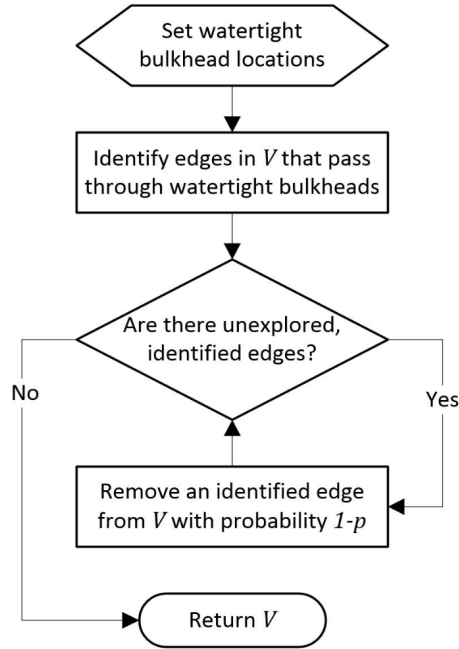 Set watertight
bulkhead locations
Identify edges in V that pass
through watertight bulkheads
Are there unexplored,
identified edges?
No
Yes
Remove an identified edge
from V with probability 1-p
Return V